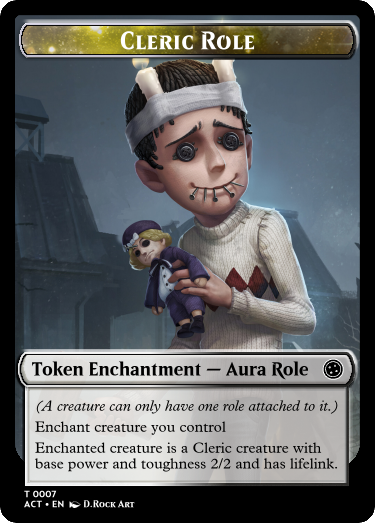 Cleric Role
Token Enchantment — Aura Role
(A creature can only have one role attached to it.)
Enchant creature you control
Enchanted creature is a Cleric creature with
base power and toughness 2/2 and has lifelink.
T 0007
ACT • EN D.Rock Art